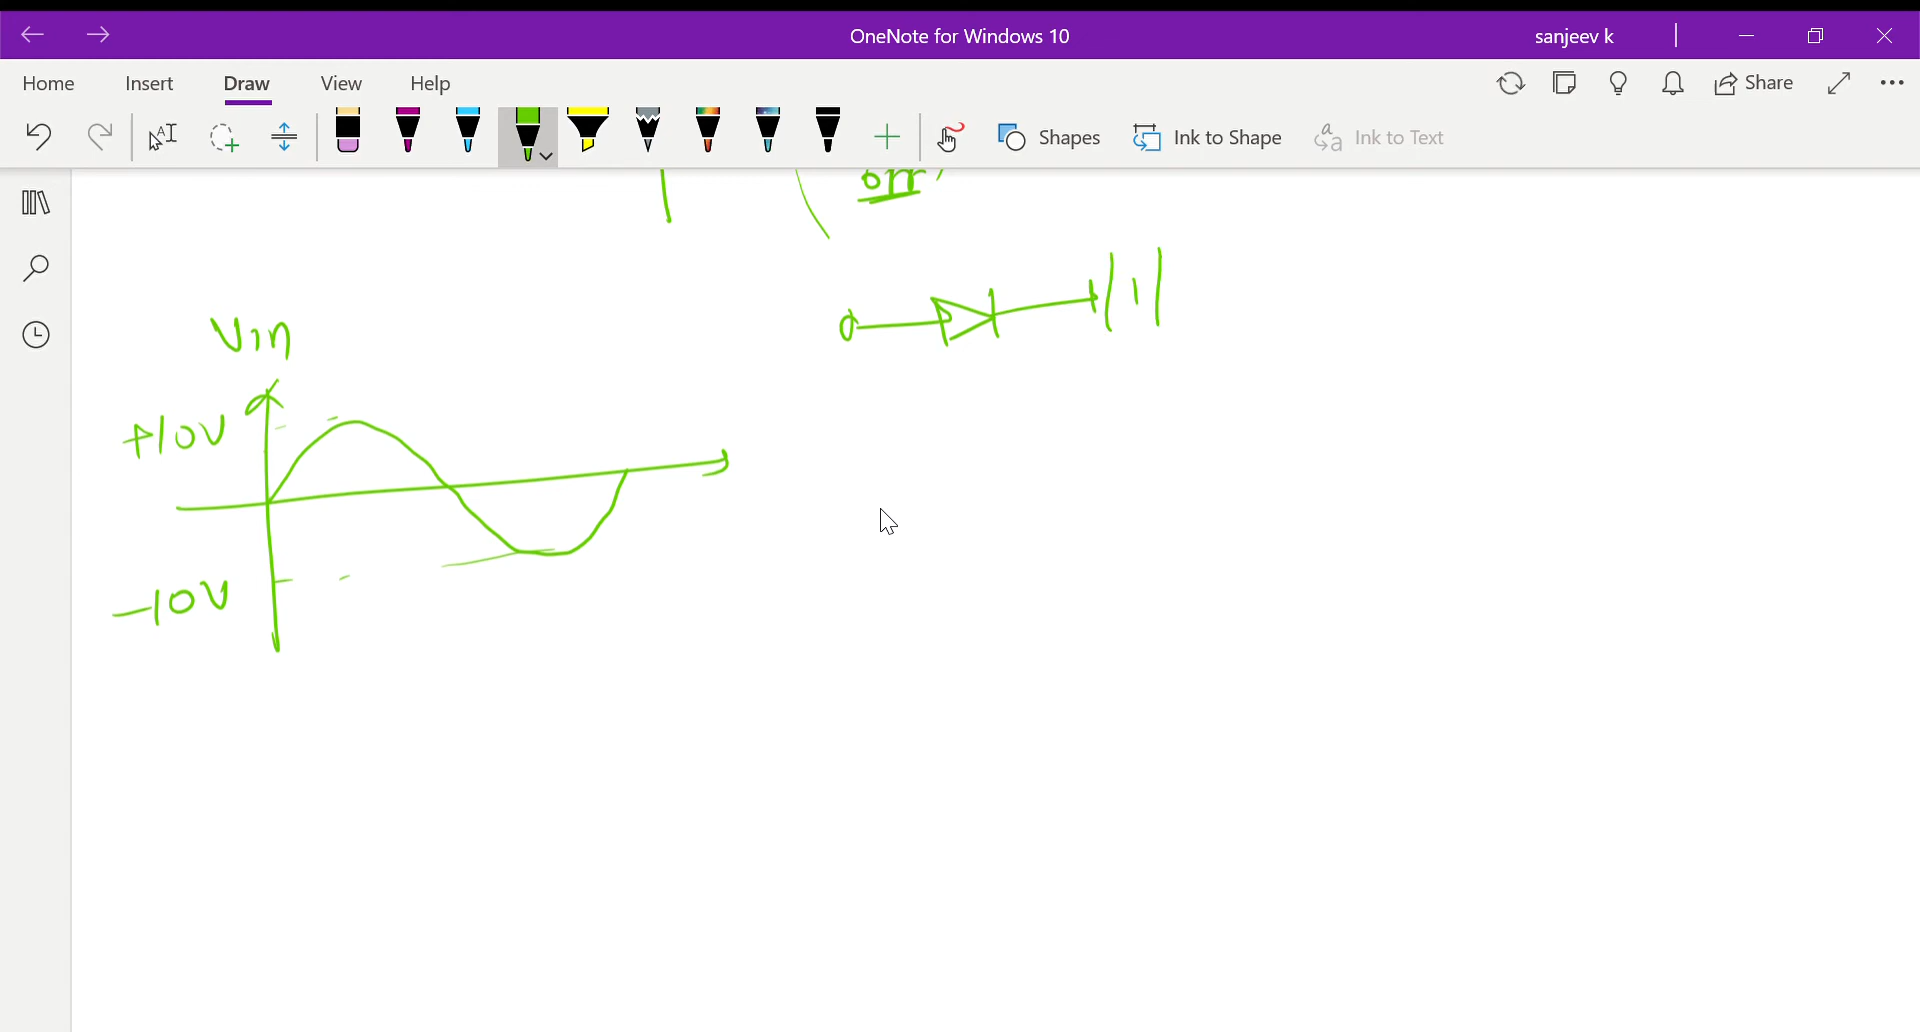 OneNote for Windows 10
sanjeev k
Home Insert Draw View Help
Share
Shapes Ink to Shape Ink to Text
off
Vin
+10V
-10V